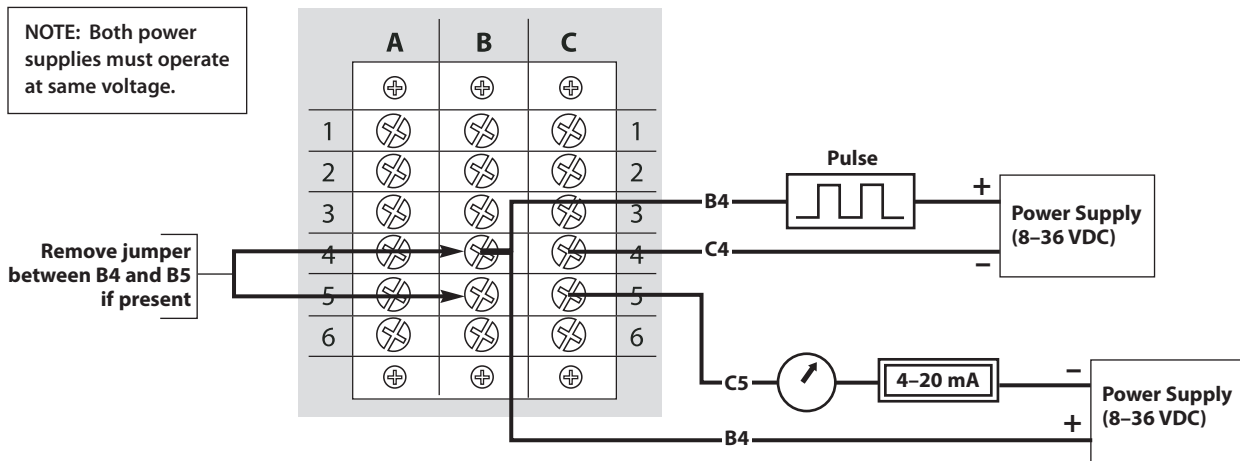 NOTE: Both power
supplies must operate
at same voltage.
A B C
1 1
2 2
3 3
4 4
5 5
6 6
Remove jumper
between B4 and B5
if present
Pulse
B4
+
C4
–
Power Supply
(8–36 VDC)
C5
4–20 mA
–
B4
+
Power Supply
(8–36 VDC)